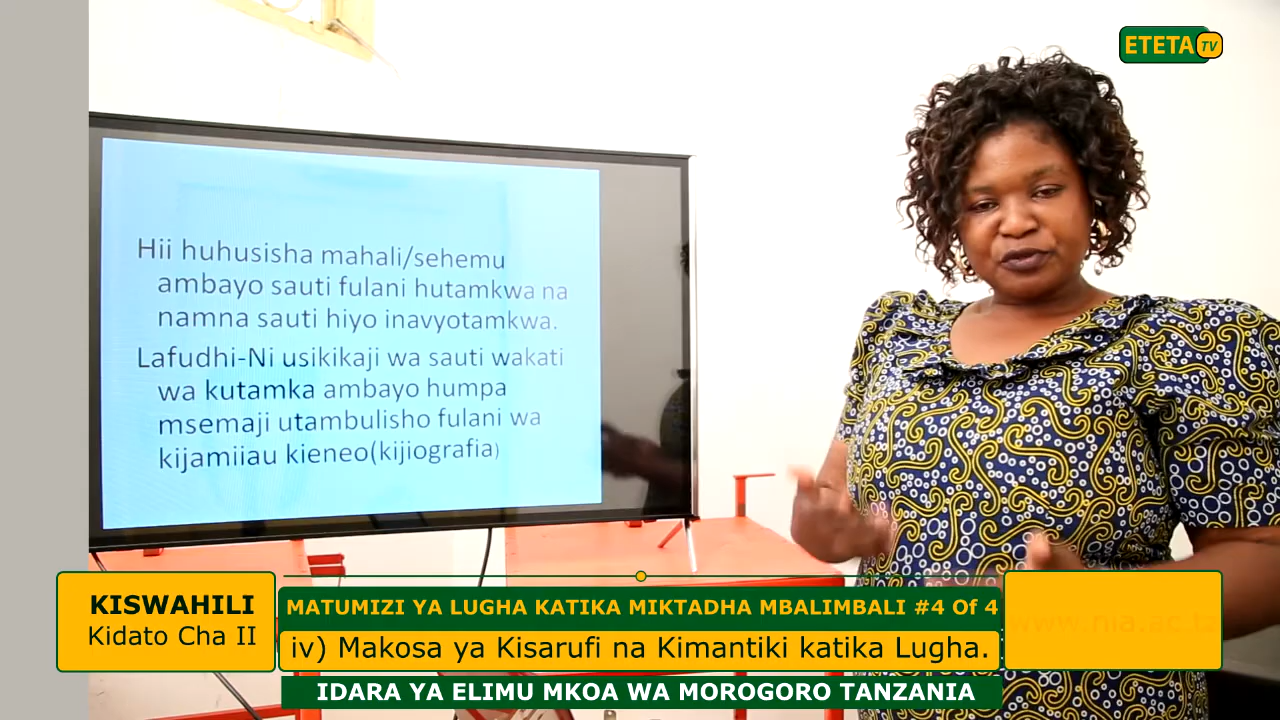 ETETA TV
Hii huhusisha mahali/sehemu
ambayo sauti fulani hutamkwa na
namna sauti hiyo inavyotamkwa.
Lafudhi-Ni usikikaji wa sauti wakati
wa kutamka ambayo humpa
msemaji utambulisho fulani wa
kijamiiau kieneo(kijiografia)
KISWAHILI
Kidato Cha II
MATUMIZI YA LUGHA KATIKA MIKTADHA MBALIMBALI #4 Of 4
iv) Makosa ya Kisarufi na Kimantiki katika Lugha.
IDARA YA ELIMU MKOA WA MOROGORO TANZANIA